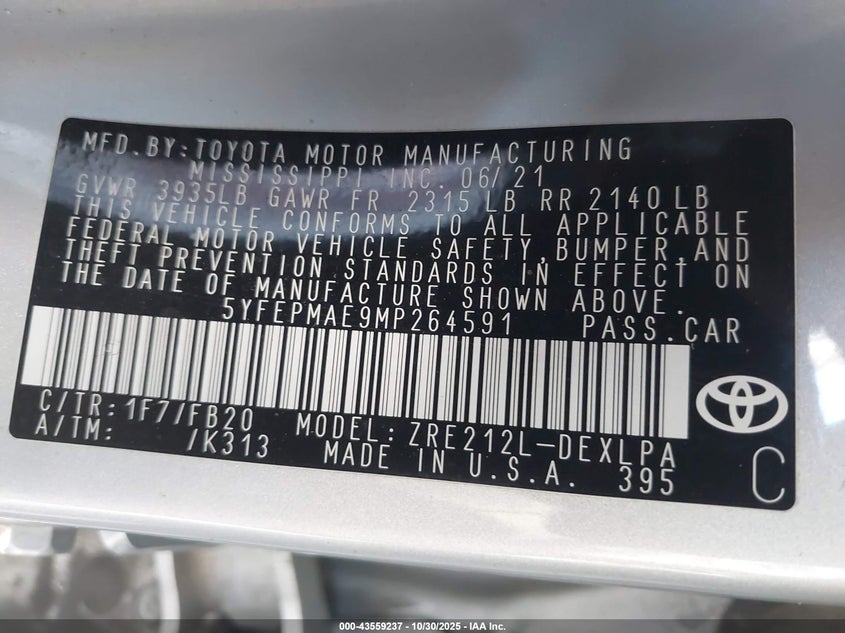 MFD.BY:TOYOTA MOTOR MANUFACTURING
MISSISSIPPI INC. 06/21
GVWR 3935LB GAWR FR 2315 LB RR 2140 LB
THIS VEHICLE CONFORMS TO ALL APPLICABLE
FEDERAL MOTOR VEHICLE SAFETY,BUMPER,AND
THEFT PREVENTION STANDARDS IN EFFECT ON
THE DATE OF MANUFACTURE SHOWN ABOVE.
5YFEPMAE9MP264591 PASS.CAR
C/TR:1F7/FB20 MODEL:ZRE212L-DEXLPA
A/TM: /K313 MADE IN U.S.A. 395
C
000-43559237 - 10/30/2025 - IAA Inc.